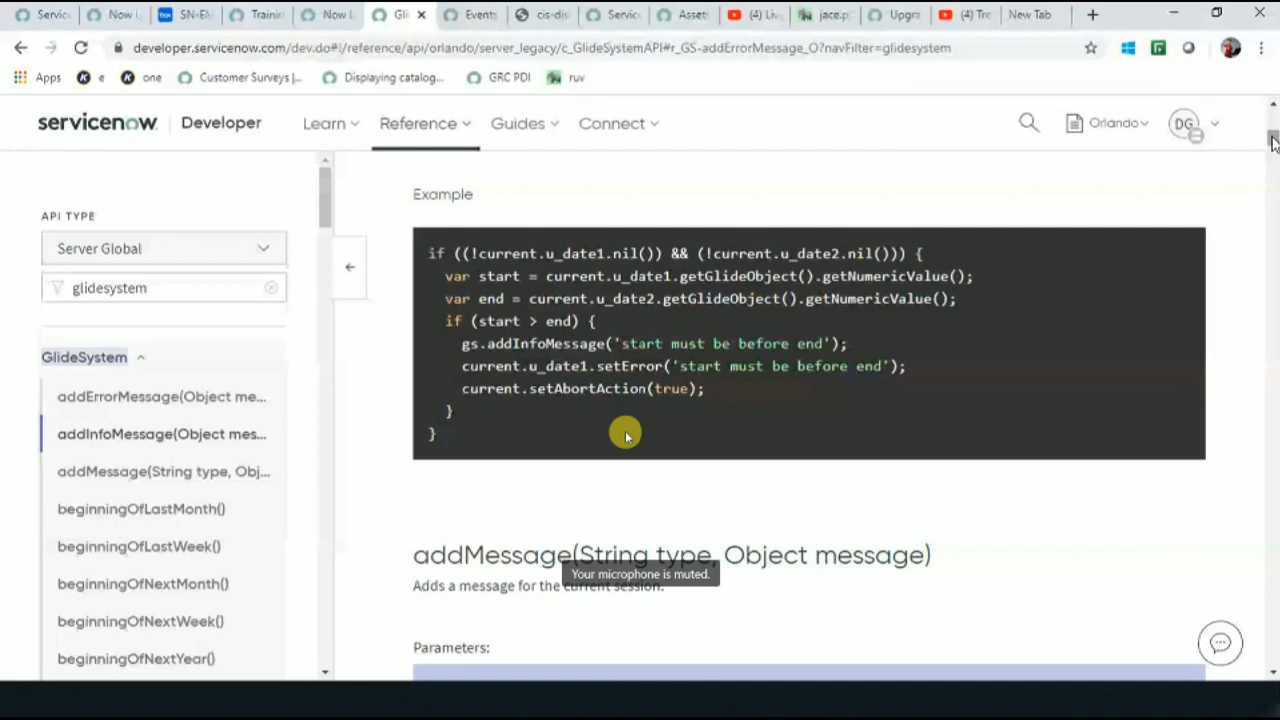 Servic
Now L
SN-EM
Trainin
Now L
Gli
Events
cis-dis
Servic
Assets
(4) Liv
jace.p
Upgra
(4) Tre
New Tab
developer.servicenow.com/dev.do#!/reference/api/orlando/server_legacy/c_GlideSystemAPI#r_GS-addErrorMessage_O?navFilter=glidesystem
Apps
e
one
Customer Surveys |...
Displaying catalog...
GRC PDI
ruv
servicenow
Developer
Learn
Reference
Guides
Connect
Orlando
DG
API TYPE
Server Global
glidesystem
GlideSystem
addErrorMessage(Object me...
addInfoMessage(Object mes...
addMessage(String type, Obj...
beginningOfLastMonth()
beginningOfLastWeek()
beginningOfNextMonth()
beginningOfNextWeek()
beginningOfNextYear()
Example
if ((!current.u_date1.nil()) && (!current.u_date2.nil())) {
var start = current.u_date1.getGlideObject().getNumericValue();
var end = current.u_date2.getGlideObject().getNumericValue();
if (start > end) {
gs.addInfoMessage('start must be before end');
current.u_date1.setError('start must be before end');
current.setAbortAction(true);
}
}
addMessage(String type, Object message)
Your microphone is muted.
Adds a message for the current session.
Parameters: